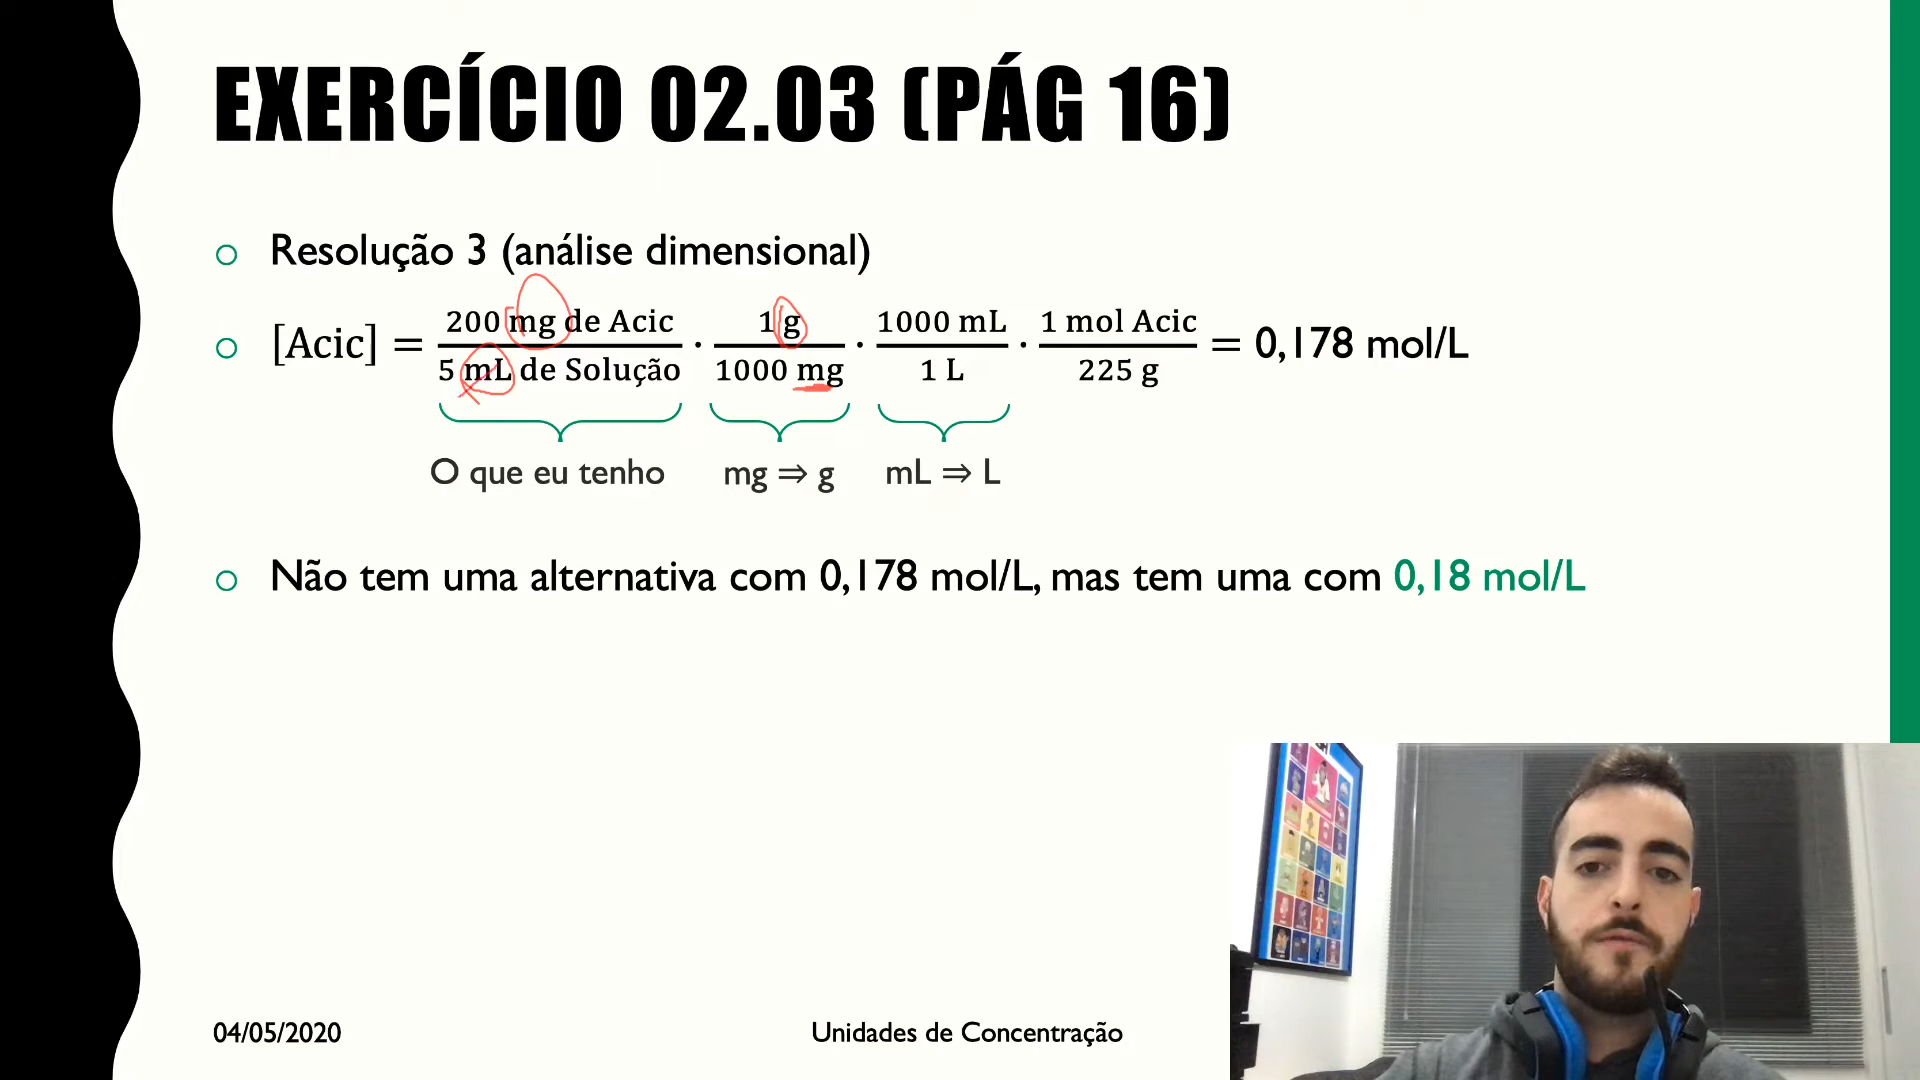 EXERCÍCIO 02.03 (PÁG 16)
Resolução 3 (análise dimensional)
[Acic] = 200 mg de Acic / 5 mL de Solução · 1 g / 1000 mg · 1000 mL / 1 L · 1 mol Acic / 225 g = 0,178 mol/L
O que eu tenho mg ⇒ g mL ⇒ L
Não tem uma alternativa com 0,178 mol/L, mas tem uma com 0,18 mol/L
04/05/2020 Unidades de Concentração